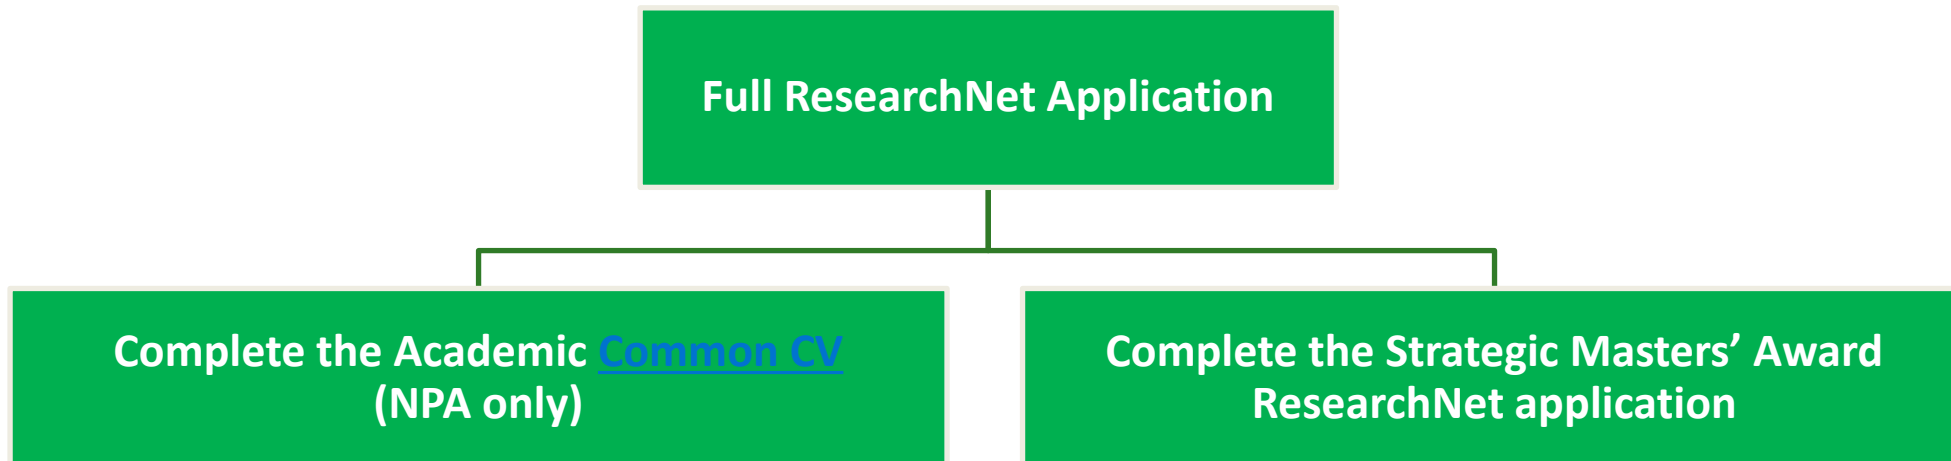 Full ResearchNet Application
Complete the Academic Common CV
(NPA only)
Complete the Strategic Masters’ Award
ResearchNet application